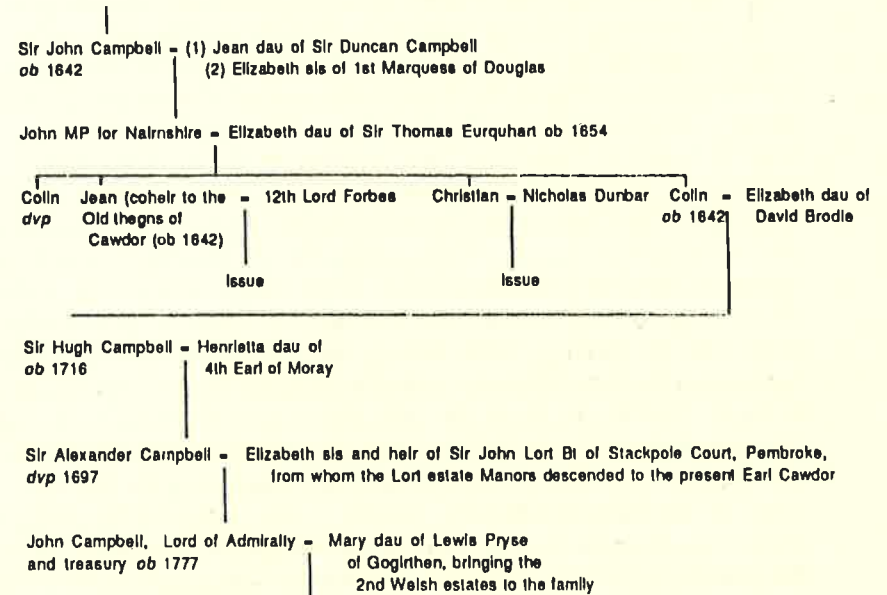 Sir John Campbell = (1) Jean dau of Sir Duncan Campbell
ob 1642 (2) Elizabeth sis of 1st Marquess of Douglas
John MP for Nairnshire = Elizabeth dau of Sir Thomas Eurquhart ob 1654
Colin Jean (coheir to the = 12th Lord Forbes Christian = Nicholas Dunbar Colin = Elizabeth dau of
dvp Old thegns of ob 1642 David Brodie
Cawdor (ob 1642)
Issue Issue
Sir Hugh Campbell = Henrietta dau of
ob 1716 4th Earl of Moray
Sir Alexander Campbell = Elizabeth sis and heir of Sir John Lort Bt of Stackpole Court, Pembroke,
dvp 1697 from whom the Lort estate Manors descended to the present Earl Cawdor
John Campbell, Lord of Admiralty = Mary dau of Lewis Pryse
and treasury ob 1777 of Gogirthen, bringing the
2nd Welsh estates to the family